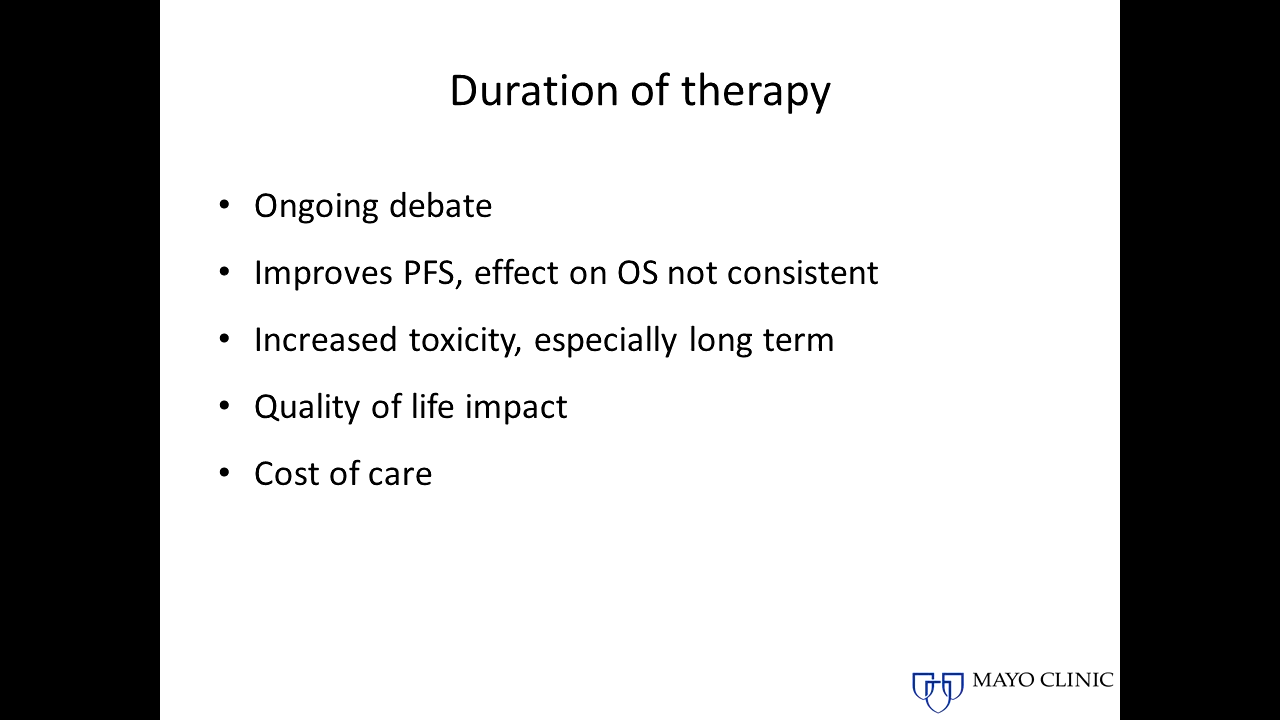 Duration of therapy
• Ongoing debate
• Improves PFS, effect on OS not consistent
• Increased toxicity, especially long term
• Quality of life impact
• Cost of care
MAYO CLINIC